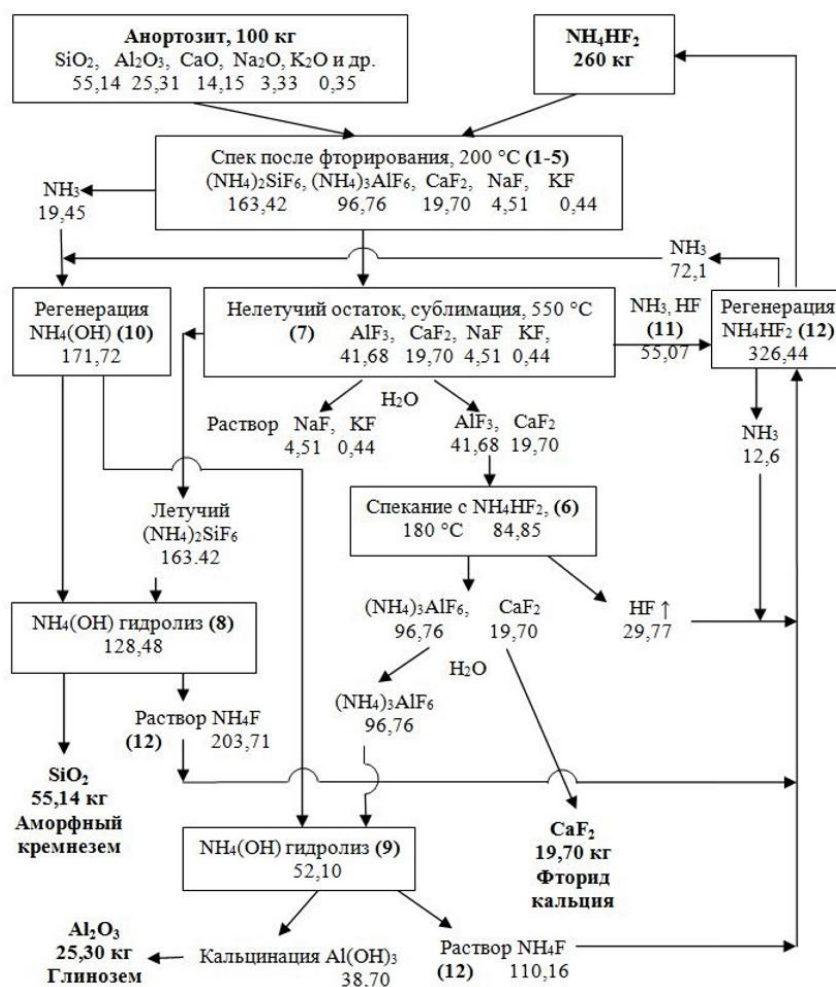 Анортозит, 100 кг
SiO2, Al2O3, CaO, Na2O, K2O и др.
55,14 25,31 14,15 3,33 0,35
NH4HF2
260 кг
Спек после фторирования, 200 °C (1-5)
(NH4)2SiF6, (NH4)3AlF6, CaF2, NaF, KF
163,42 96,76 19,70 4,51 0,44
NH3
19,45
NH3
72,1
Регенерация
NH4(OH) (10)
171,72
Нелетучий остаток, сублимация, 550 °C
(7) AlF3, CaF2, NaF KF,
41,68 19,70 4,51 0,44
NH3, HF
(11)
55,07
Регенерация
NH4HF2 (12)
326,44
H2O
Раствор NaF, KF
4,51 0,44
AlF3, CaF2
41,68 19,70
NH3
12,6
Летучий
(NH4)2SiF6
163.42
Спекание с NH4HF2, (6)
180 °C 84,85
NH4(OH) гидролиз (8)
128,48
(NH4)3AlF6, CaF2
96,76 19,70
HF ↑
29,77
H2O
Раствор NH4F
(12) 203,71
(NH4)3AlF6
96,76
SiO2
55,14 кг
Аморфный
кремнезем
NH4(OH) гидролиз (9)
52,10
CaF2
19,70 кг
Фторид
кальция
Al2O3
25,30 кг
Глинозем
Кальцинация Al(OH)3
38,70
Раствор NH4F
(12) 110,16